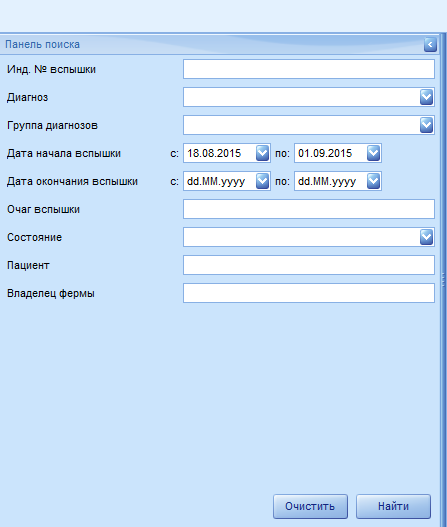 Панель поиска
Инд. № вспышки
Диагноз
Группа диагнозов
Дата начала вспышки с: 18.08.2015 по: 01.09.2015
Дата окончания вспышки с: dd.MM.yyyy по: dd.MM.yyyy
Очаг вспышки
Состояние
Пациент
Владелец фермы
Очистить Найти